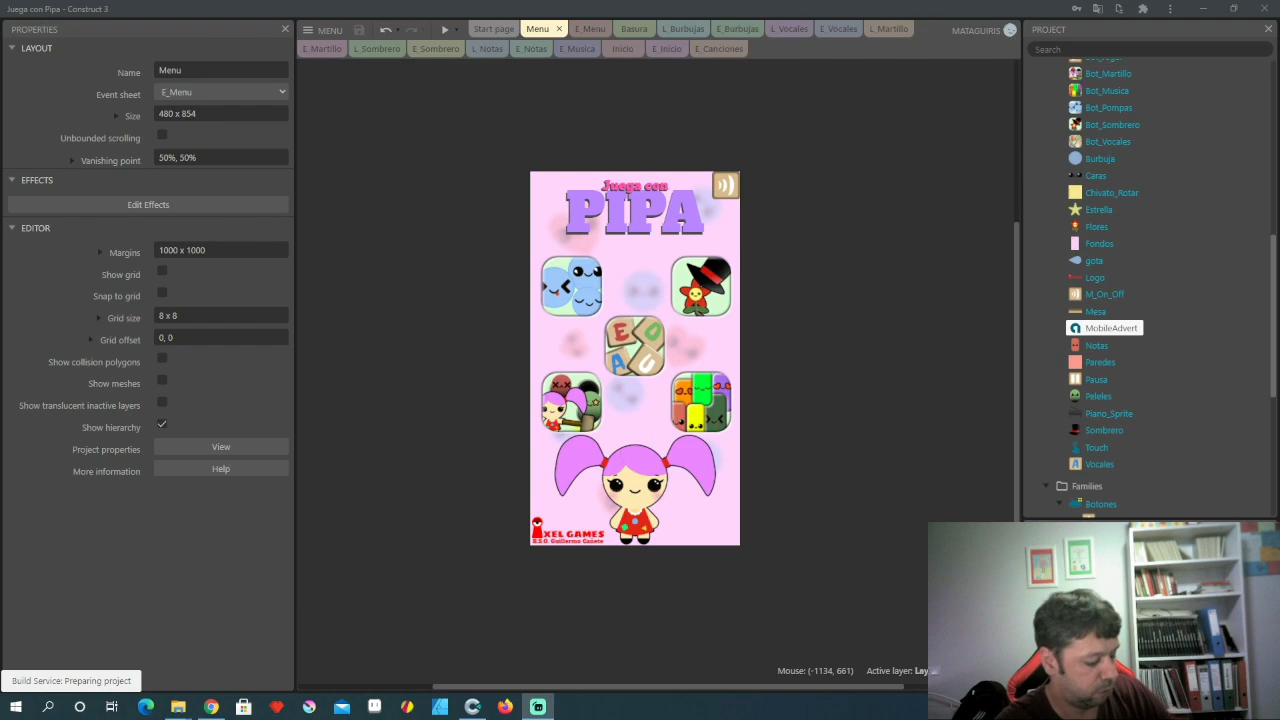 Juega con Pipa - Construct 3
PROPERTIES
LAYOUT
Name Menu
Event sheet E_Menu
Size 480 x 854
Unbounded scrolling
Vanishing point 50%, 50%
EFFECTS
Edit Effects
EDITOR
Margins 1000 x 1000
Show grid
Snap to grid
Grid size 8 x 8
Grid offset 0, 0
Show collision polygons
Show meshes
Show translucent inactive layers
Show hierarchy
Project properties View
More information Help
Build Service: Preparing project
MENU
Start page Menu E_Menu Basura L_Burbujas E_Burbujas L_Vocales E_Vocales L_Martillo
E_Martillo L_Sombrero E_Sombrero L_Notas E_Notas E_Musica Inicio E_Inicio E_Canciones
MATAGUIRIS
Juega con
PIPA
E O
A U
AXEL GAMES
B.S.O. Guillermo Cañete
Mouse: (-1134, 661) Active layer: Lay
PROJECT
Search
Bot_Martillo
Bot_Musica
Bot_Pompas
Bot_Sombrero
Bot_Vocales
Burbuja
Caras
Chivato_Rotar
Estrella
Flores
Fondos
gota
Logo
M_On_Off
Mesa
MobileAdvert
Notas
Paredes
Pausa
Peleles
Piano_Sprite
Sombrero
Touch
Vocales
Families
Botones